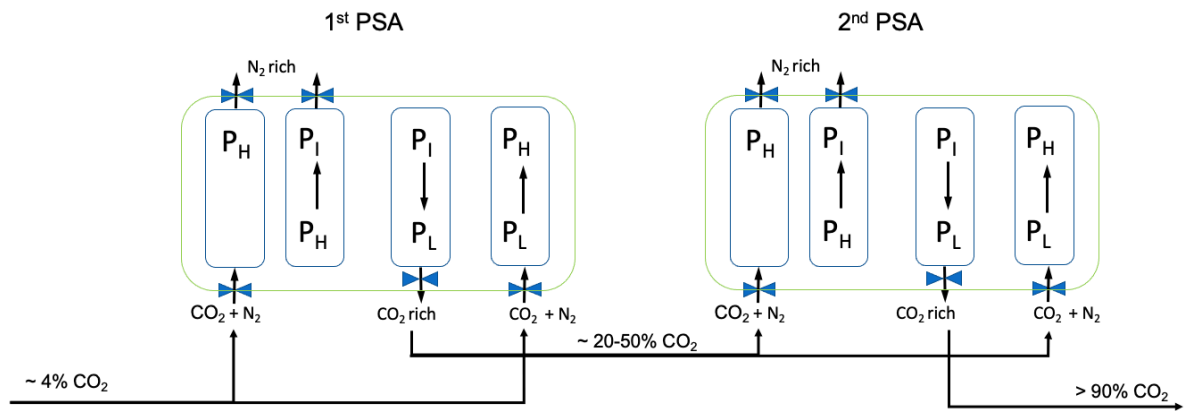 1st PSA
2nd PSA
N2 rich
N2 rich
PH
PI
PI
PH
PH
PI
PI
PH
PH
PL
PL
PH
PL
PL
CO2 + N2
CO2 rich
CO2 + N2
CO2 + N2
CO2 rich
CO2 + N2
~ 20-50% CO2
~ 4% CO2
> 90% CO2